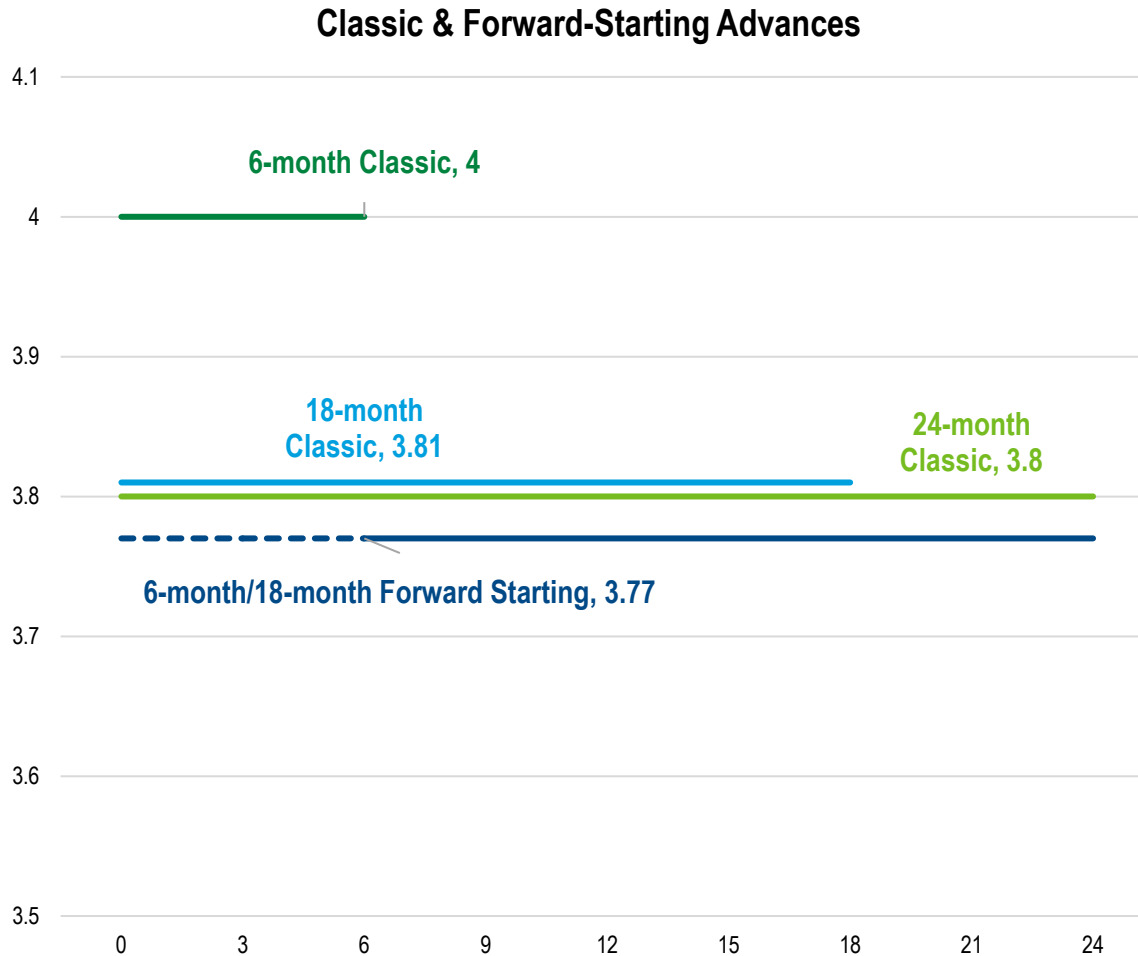 Classic & Forward-Starting Advances
4.1
6-month Classic, 4
4
3.9
18-month
Classic, 3.81
24-month
Classic, 3.8
3.8
6-month/18-month Forward Starting, 3.77
3.7
3.6
3.5
0 3 6 9 12 15 18 21 24